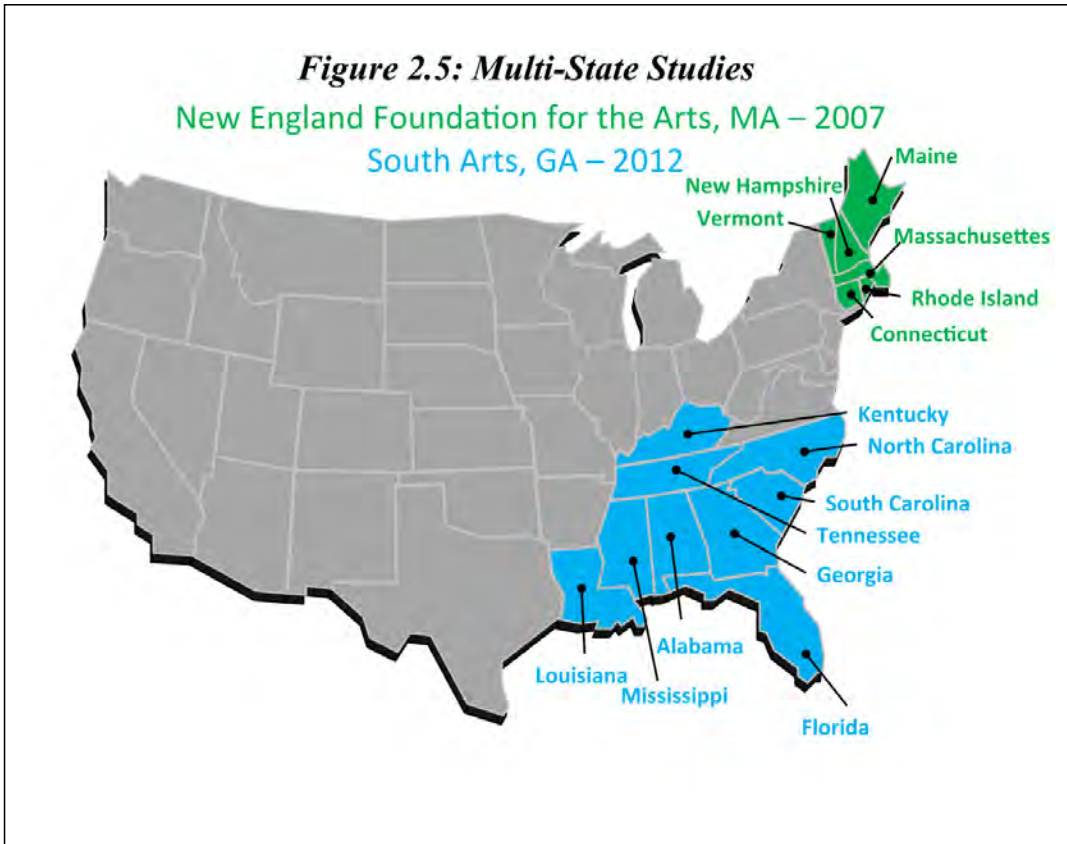 Figure 2.5: Multi-State Studies
New England Foundation for the Arts, MA – 2007
South Arts, GA – 2012
Maine
New Hampshire
Vermont
Massachusettes
Rhode Island
Connecticut
Kentucky
North Carolina
South Carolina
Tennessee
Georgia
Alabama
Louisiana
Mississippi
Florida